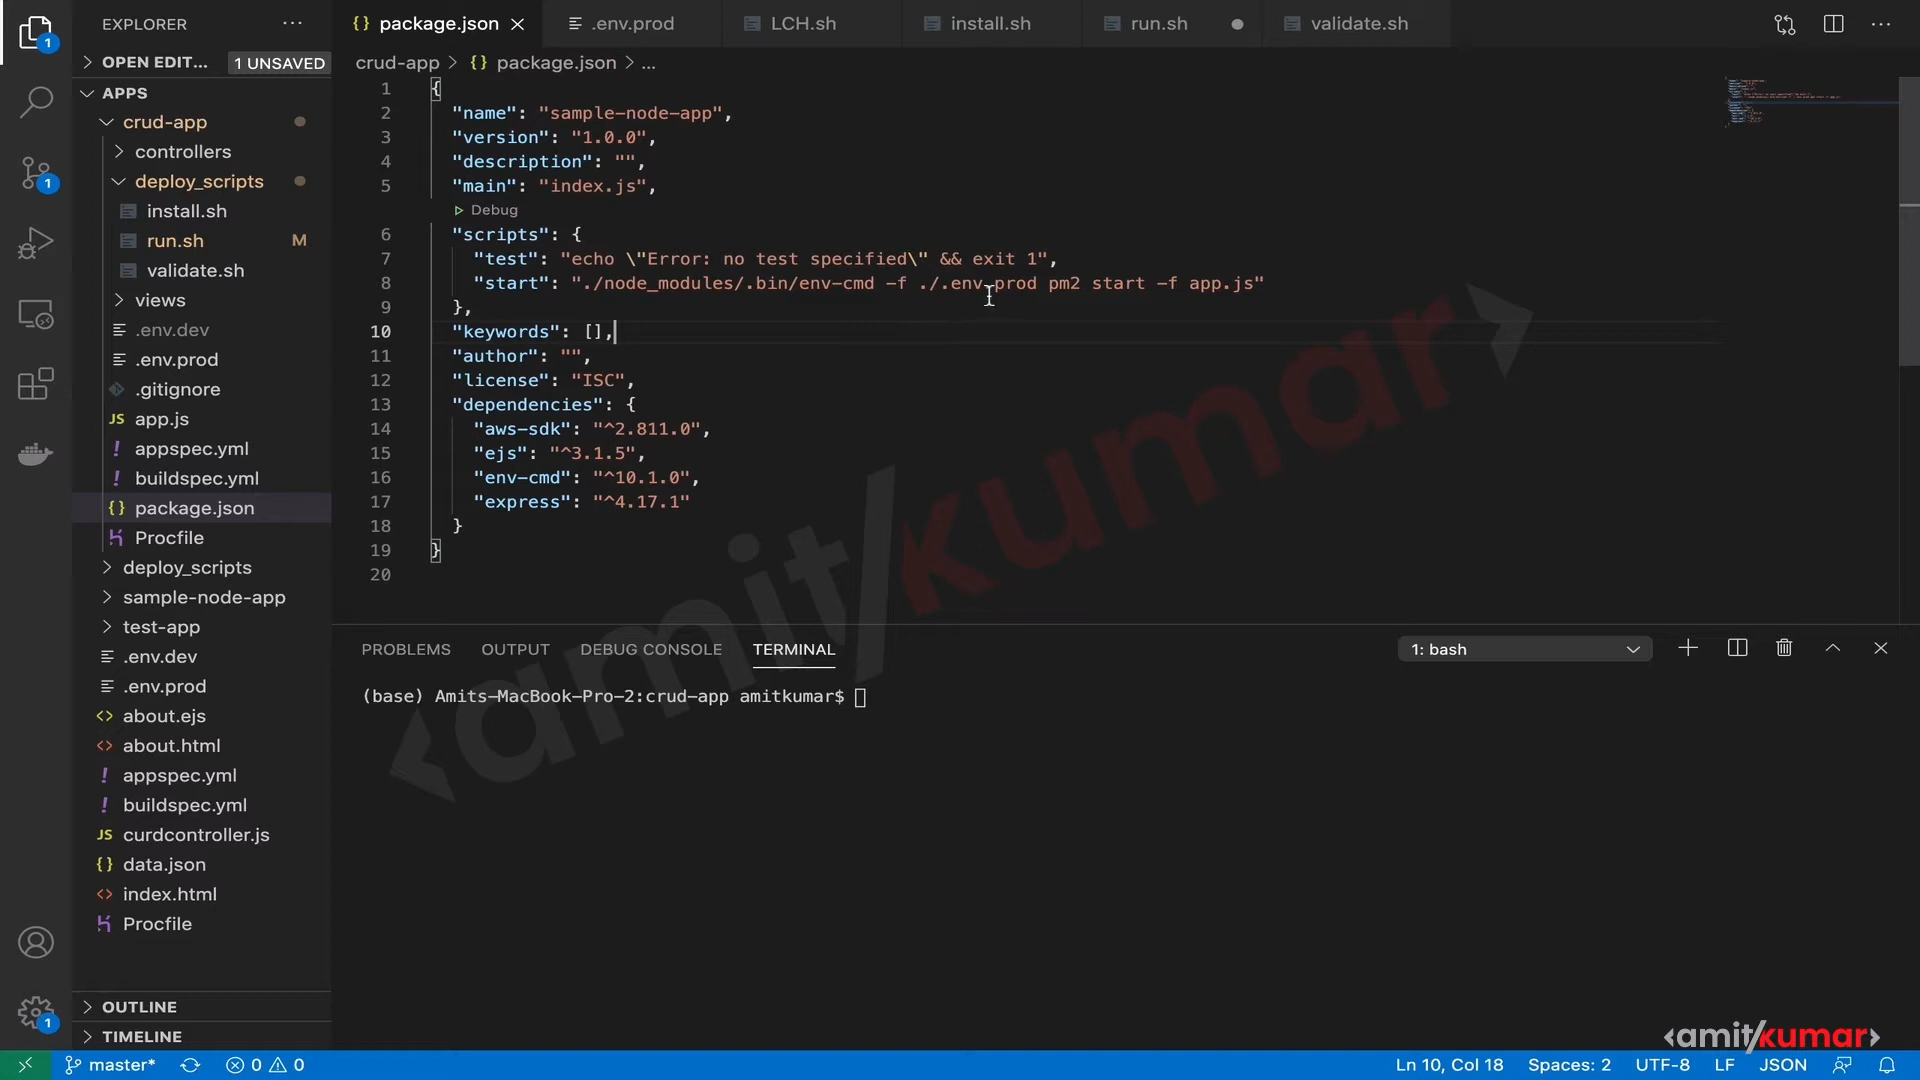 EXPLORER
OPEN EDIT... 1 UNSAVED
APPS
crud-app
controllers
deploy_scripts
install.sh
run.sh M
validate.sh
views
.env.dev
.env.prod
.gitignore
JS app.js
! appspec.yml
! buildspec.yml
{} package.json
Procfile
deploy_scripts
sample-node-app
test-app
.env.dev
.env.prod
<> about.ejs
<> about.html
! appspec.yml
! buildspec.yml
JS curdcontroller.js
{} data.json
<> index.html
Procfile
OUTLINE
TIMELINE
1
1
1
{} package.json
.env.prod
LCH.sh
install.sh
run.sh
validate.sh
crud-app > {} package.json > ...
1 {
2 "name": "sample-node-app",
3 "version": "1.0.0",
4 "description": "",
5 "main": "index.js",
Debug
6 "scripts": {
7 "test": "echo \"Error: no test specified\" && exit 1",
8 "start": "./node_modules/.bin/env-cmd -f ./.env.prod pm2 start -f app.js"
9 },
10 "keywords": [],
11 "author": "",
12 "license": "ISC",
13 "dependencies": {
14 "aws-sdk": "^2.811.0",
15 "ejs": "^3.1.5",
16 "env-cmd": "^10.1.0",
17 "express": "^4.17.1"
18 }
19 }
20
<amit/kumar>
PROBLEMS OUTPUT DEBUG CONSOLE TERMINAL 1: bash
(base) Amits-MacBook-Pro-2:crud-app amitkumar$
<amit/kumar>
master* 0 0 Ln 10, Col 18 Spaces: 2 UTF-8 LF JSON